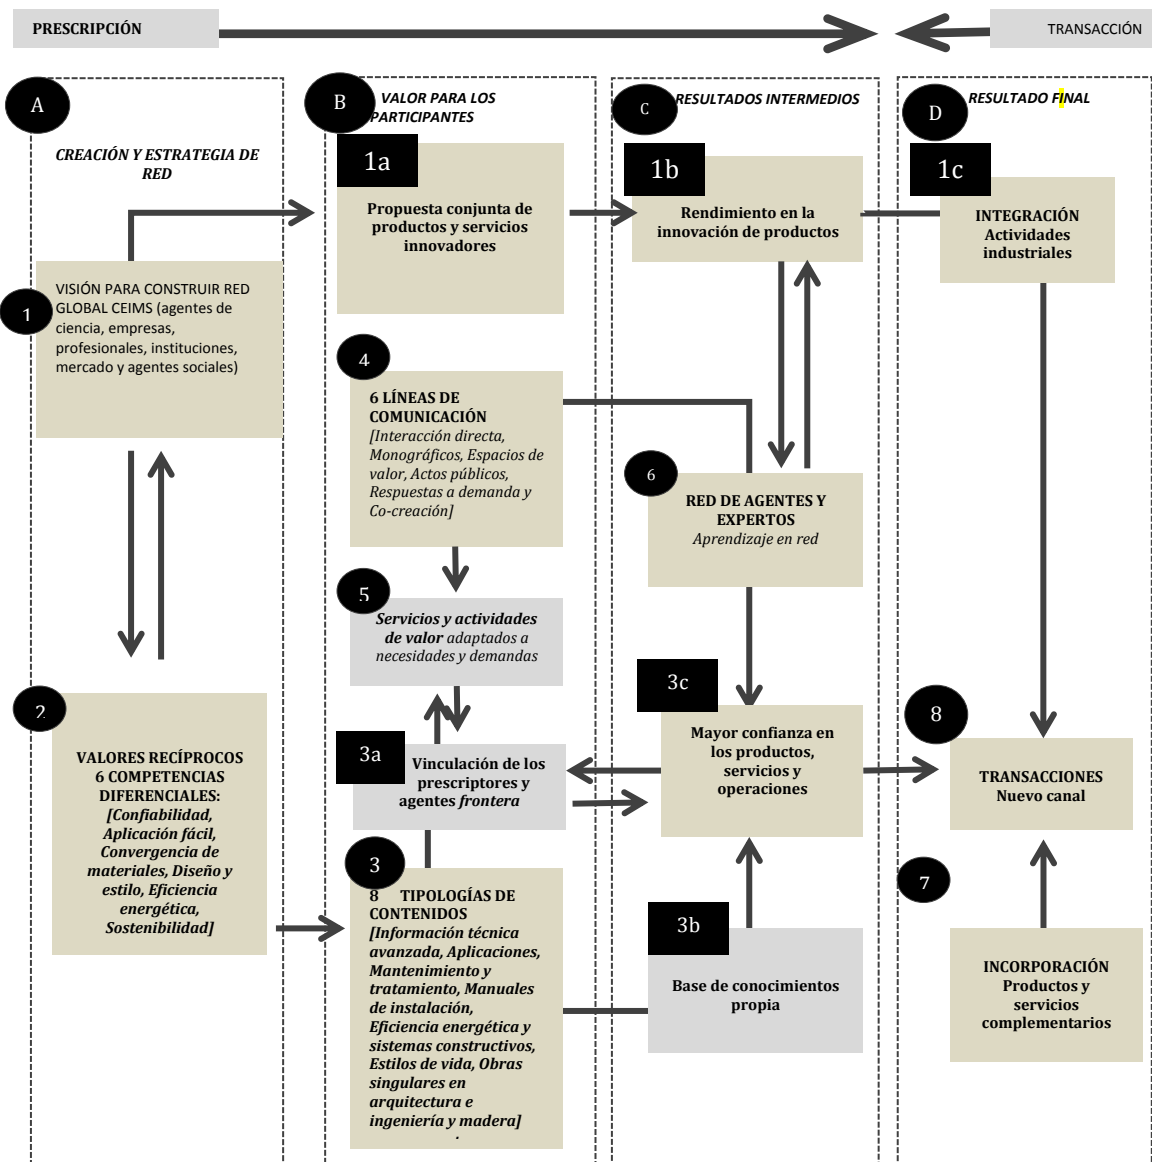 PRESCRIPCIÓN
TRANSACCIÓN
A
CREACIÓN Y ESTRATEGIA DE
RED
1
VISIÓN PARA CONSTRUIR RED
GLOBAL CEIMS (agentes de
ciencia, empresas,
profesionales, instituciones,
mercado y agentes sociales)
2
VALORES RECÍPROCOS
6 COMPETENCIAS
DIFERENCIALES:
[Confiabilidad,
Aplicación fácil,
Convergencia de
materiales, Diseño y
estilo, Eficiencia
energética,
Sostenibilidad]
B
VALOR PARA LOS
PARTICIPANTES
1a
Propuesta conjunta de
productos y servicios
innovadores
4
6 LÍNEAS DE
COMUNICACIÓN
[Interacción directa,
Monográficos, Espacios de
valor, Actos públicos,
Respuestas a demanda y
Co-creación]
5
Servicios y actividades
de valor adaptados a
necesidades y demandas
3a
Vinculación de los
prescriptores y
agentes frontera
3
8 TIPOLOGÍAS DE
CONTENIDOS
[Información técnica
avanzada, Aplicaciones,
Mantenimiento y
tratamiento, Manuales
de instalación,
Eficiencia energética y
sistemas constructivos,
Estilos de vida, Obras
singulares en
arquitectura e
ingeniería y madera]
.
C
RESULTADOS INTERMEDIOS
1b
Rendimiento en la
innovación de productos
6
RED DE AGENTES Y
EXPERTOS
Aprendizaje en red
3c
Mayor confianza en
los productos,
servicios y
operaciones
3b
Base de conocimientos
propia
D
RESULTADO FINAL
1c
INTEGRACIÓN
Actividades
industriales
8
TRANSACCIONES
Nuevo canal
7
INCORPORACIÓN
Productos y
servicios
complementarios